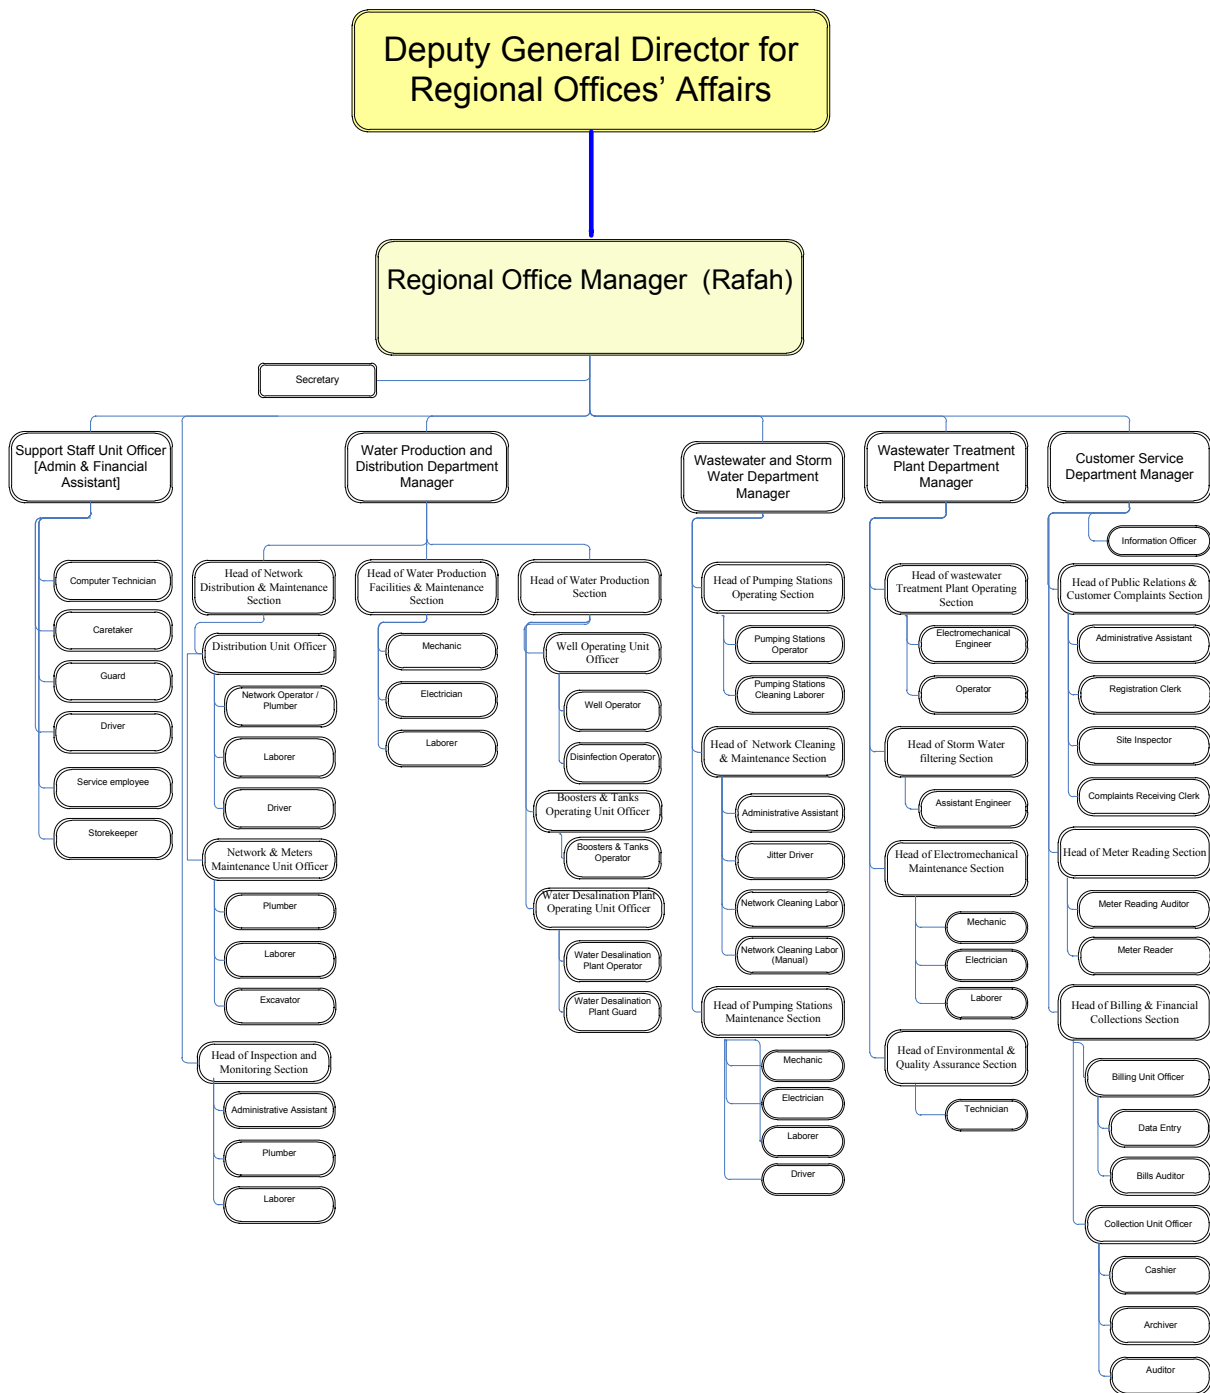 Deputy General Director for
Regional Offices’ Affairs
Regional Office Manager (Rafah)
Secretary
Support Staff Unit Officer
[Admin & Financial
Assistant]
Computer Technician
Caretaker
Guard
Driver
Service employee
Storekeeper
Water Production and
Distribution Department
Manager
Head of Network
Distribution & Maintenance
Section
Distribution Unit Officer
Network Operator /
Plumber
Laborer
Driver
Network & Meters
Maintenance Unit Officer
Plumber
Laborer
Excavator
Head of Inspection and
Monitoring Section
Administrative Assistant
Plumber
Laborer
Head of Water Production
Facilities & Maintenance
Section
Mechanic
Electrician
Laborer
Head of Water Production
Section
Well Operating Unit
Officer
Well Operator
Disinfection Operator
Boosters & Tanks
Operating Unit Officer
Boosters & Tanks
Operator
Water Desalination Plant
Operating Unit Officer
Water Desalination
Plant Operator
Water Desalination
Plant Guard
Wastewater and Storm
Water Department
Manager
Head of Pumping Stations
Operating Section
Pumping Stations
Operator
Pumping Stations
Cleaning Laborer
Head of Network Cleaning
& Maintenance Section
Administrative Assistant
Jitter Driver
Network Cleaning Labor
Network Cleaning Labor
(Manual)
Head of Pumping Stations
Maintenance Section
Mechanic
Electrician
Laborer
Driver
Wastewater Treatment
Plant Department
Manager
Head of wastewater
Treatment Plant Operating
Section
Electromechanical
Engineer
Operator
Head of Storm Water
filtering Section
Assistant Engineer
Head of Electromechanical
Maintenance Section
Mechanic
Electrician
Laborer
Head of Environmental &
Quality Assurance Section
Technician
Customer Service
Department Manager
Information Officer
Head of Public Relations &
Customer Complaints Section
Administrative Assistant
Registration Clerk
Site Inspector
Complaints Receiving Clerk
Head of Meter Reading Section
Meter Reading Auditor
Meter Reader
Head of Billing & Financial
Collections Section
Billing Unit Officer
Data Entry
Bills Auditor
Collection Unit Officer
Cashier
Archiver
Auditor